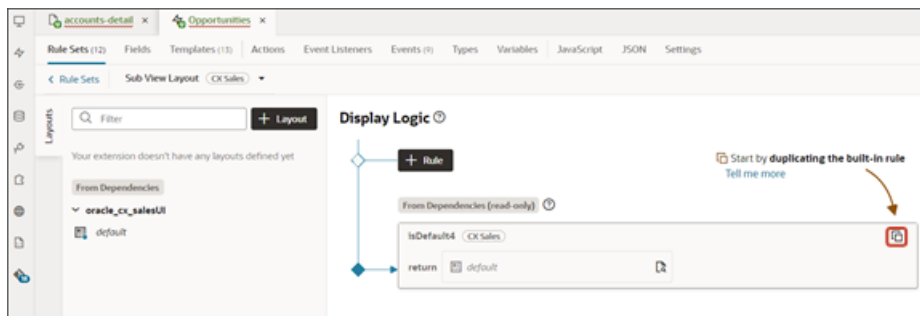 accounts-detail × Opportunities ×
Rule Sets (12) Fields Templates (13) Actions Event Listeners Events (9) Types Variables JavaScript JSON Settings
< Rule Sets Sub View Layout CX Sales
Layouts
Filter + Layout
Your extension doesn't have any layouts defined yet
From Dependencies
oracle_cx_salesUI
default
Display Logic
+ Rule
Start by duplicating the built-in rule
Tell me more
From Dependencies (read-only)
isDefault4 CX Sales
return default